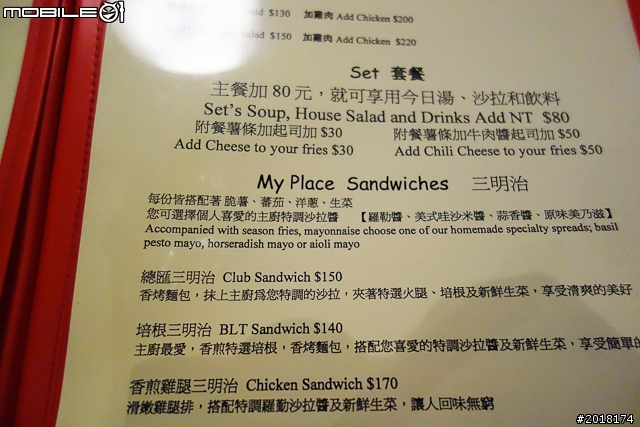 MOBILE01
$130 加雞肉 Add Chicken $200
Salad $150 加雞肉 Add Chicken $220
Set 套餐
主餐加 80 元，就可享用今日湯、沙拉和飲料
Set's Soup, House Salad and Drinks Add NT $80
附餐薯條加起司加 $30 附餐薯條加牛肉醬起司加 $50
Add Cheese to your fries $30 Add Chili Cheese to your fries $50
My Place Sandwiches 三明治
每份皆搭配著 脆薯、蕃茄、洋蔥、生菜
您可選擇個人喜愛的主廚特調沙拉醬 【羅勒醬、美式哇沙米醬、蒜香醬、原味美乃滋】
Accompanied with season fries, mayonnaise choose one of our homemade specialty spreads; basil
pesto mayo, horseradish mayo or aioli mayo
總匯三明治 Club Sandwich $150
香烤麵包，抹上主廚為您特調的沙拉，夾著特選火腿、培根及新鮮生菜，享受清爽的美好
培根三明治 BLT Sandwich $140
主廚最愛，香煎特選培根，香烤麵包，搭配您喜愛的特調沙拉醬及新鮮生菜，享受簡單的
香煎雞腿三明治 Chicken Sandwich $170
滑嫩雞腿排，搭配特調羅勤沙拉醬及新鮮生菜，讓人回味無窮
#2018174